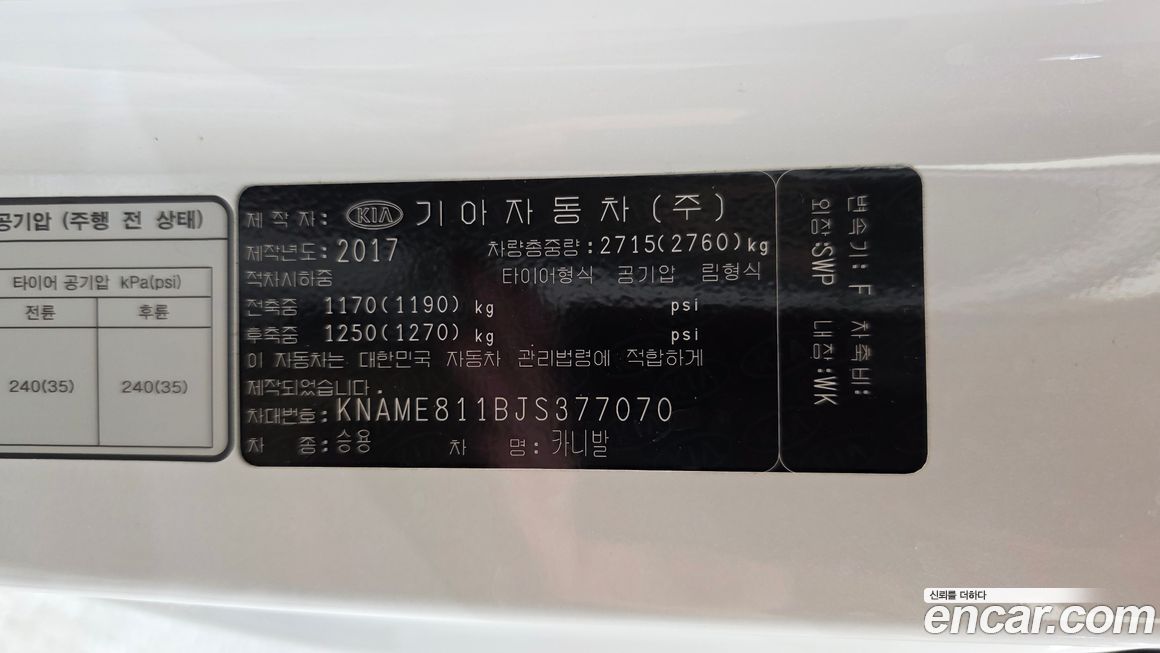 공기압 (주행 전 상태)
타이어 공기압 kPa(psi)
전륜 후륜
240(35) 240(35)
제 작 자: KIA 기아자동차(주)
제작년도: 2017 차량총중량: 2715(2760)kg
적차시하중 타이어형식 공기압 림형식
전축중 1170(1190) kg psi
후축중 1250(1270) kg psi
이 자동차는 대한민국 자동차 관리법령에 적합하게
제작되었습니다.
차대번호: KNAME811BJS377070
차 종: 승용 차 명: 카니발
변속기: F 차축비:
외장:SWP 내장:WK
신뢰를 더하다
encar.com